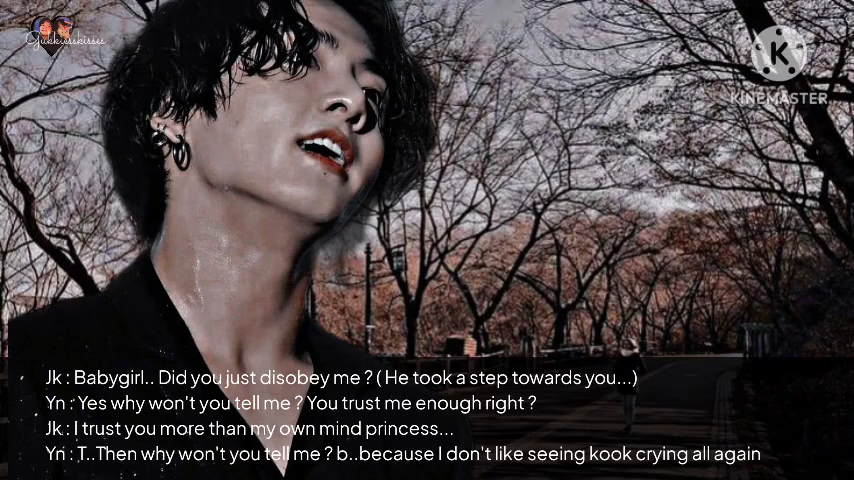 Jukkiesskisses
KINEMASTER
Jk : Babygirl.. Did you just disobey me ? ( He took a step towards you...)
Yn : Yes why won't you tell me ? You trust me enough right ?
Jk : I trust you more than my own mind princess...
Yn : T..Then why won't you tell me ? b..because I don't like seeing kook crying all again